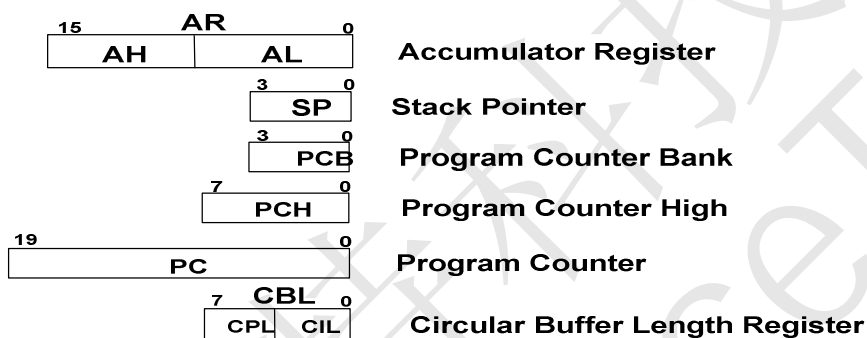 AR
15 0
AH AL Accumulator Register
3 0
SP Stack Pointer
3 0
PCB Program Counter Bank
7 0
PCH Program Counter High
19 0
PC Program Counter
CBL
7 0
CPL CIL Circular Buffer Length Register